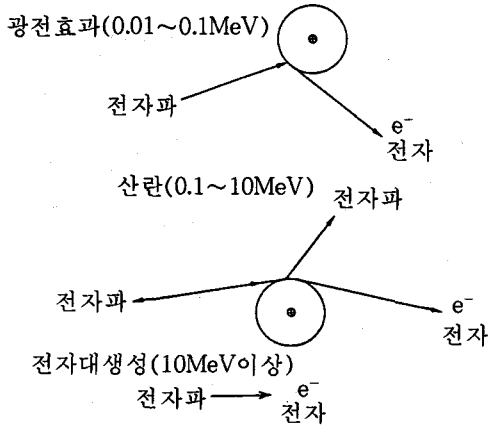 광전효과(0.01~0.1MeV)
전자파
e⁻
전자
산란(0.1~10MeV)
전자파
전자파
e⁻
전자
전자대생성(10MeV이상)
전자파
e⁻
전자